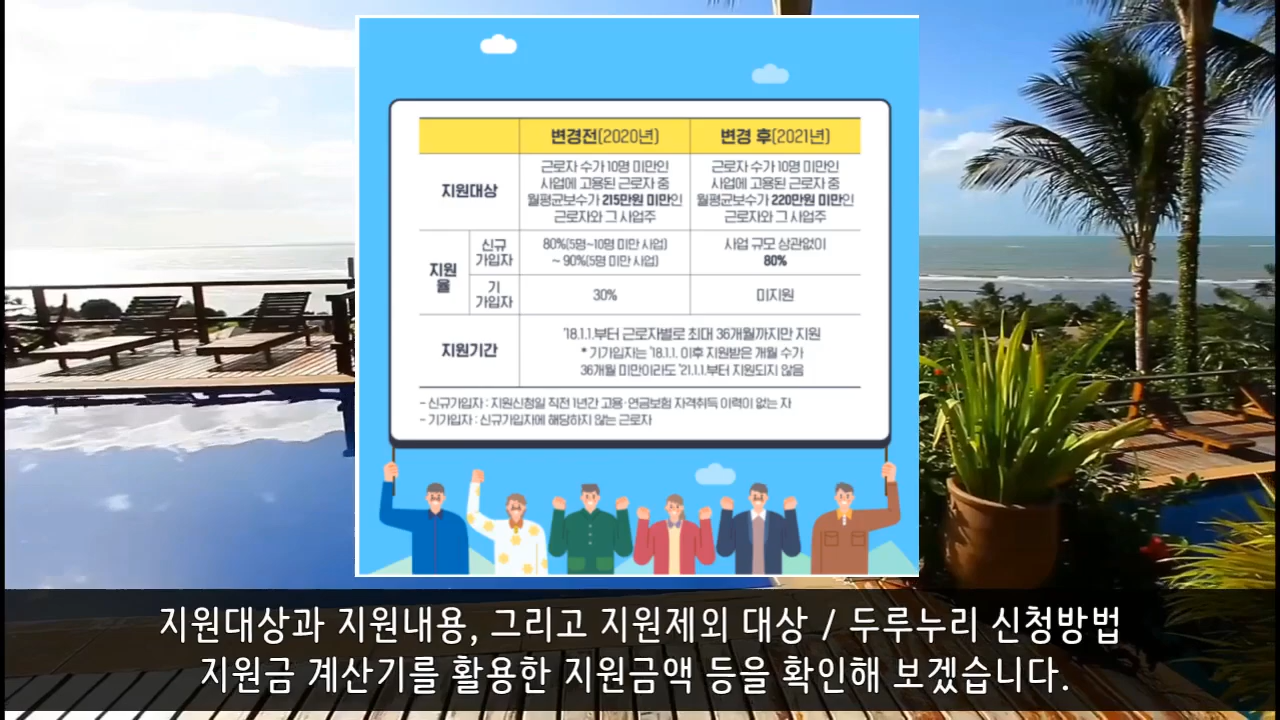 변경전(2020년) 변경 후(2021년)
지원대상
근로자 수가 10명 미만인
사업에 고용된 근로자 중
월평균보수가 215만원 미만인
근로자와 그 사업주
근로자 수가 10명 미만인
사업에 고용된 근로자 중
월평균보수가 220만원 미만인
근로자와 그 사업주
지원
율
신규
가입자
80%(5명~10명 미만 사업)
~ 90%(5명 미만 사업)
사업 규모 상관없이
80%
기
가입자
30%
미지원
지원기간
'18.1.1.부터 근로자별로 최대 36개월까지만 지원
* 기가입자는 '18.1.1. 이후 지원받은 개월 수가
36개월 미만이라도 '21.1.1.부터 지원되지 않음
- 신규가입자 : 지원신청일 직전 1년간 고용·연금보험 자격취득 이력이 없는 자
- 기가입자 : 신규가입자에 해당하지 않는 근로자
지원대상과 지원내용, 그리고 지원제외 대상 / 두루누리 신청방법
지원금 계산기를 활용한 지원금액 등을 확인해 보겠습니다.